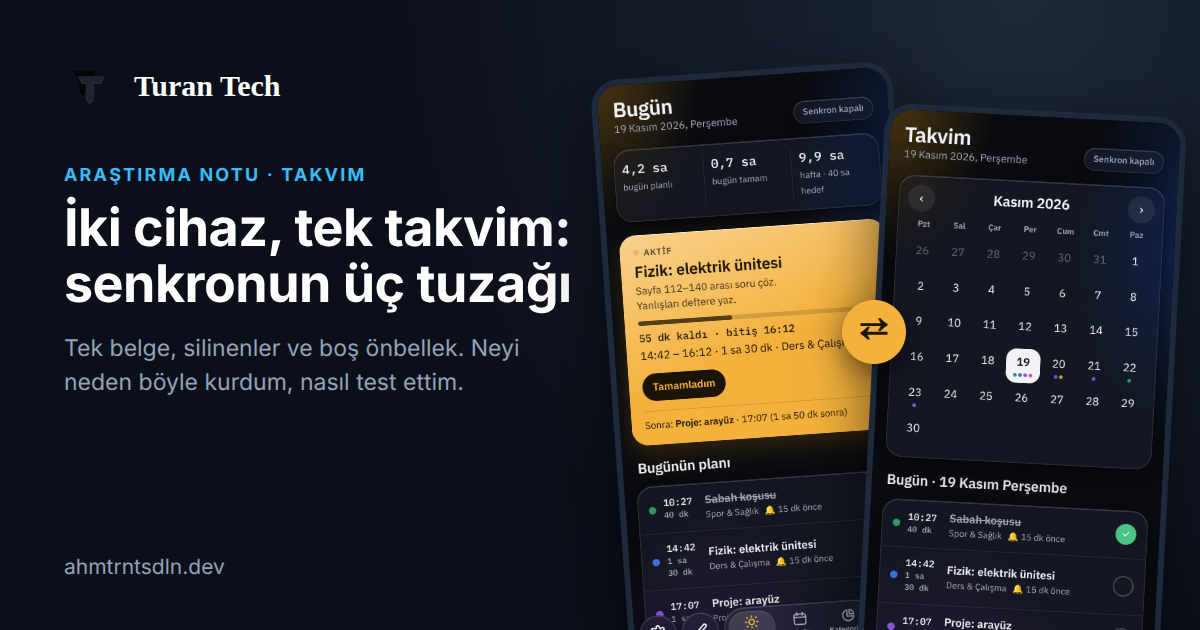 Turan Tech
ARAŞTIRMA NOTU · TAKVİM
İki cihaz, tek takvim:
senkronun üç tuzağı
Tek belge, silinenler ve boş önbellek. Neyi
neden böyle kurdum, nasıl test ettim.
ahmtrntsdln.dev
Bugün
19 Kasım 2026, Perşembe
Senkron kapalı
4,2 sa
bugün planlı
0,7 sa
bugün tamam
9,9 sa
hafta · 40 sa
hedef
AKTİF
Fizik: elektrik ünitesi
Sayfa 112–140 arası soru çöz.
Yanlışları deftere yaz.
55 dk kaldı · bitiş 16:12
14:42 – 16:12 · 1 sa 30 dk · Ders &
Tamamladım
Sonra: Proje: arayüz · 17:07 (1 sa 50 dk sonra)
Bugünün planı
10:27
40 dk
Sabah koşusu
Spor & Sağlık 🔔 15 dk önce
14:42
1 sa
30 dk
Fizik: elektrik ünitesi
Ders & Çalışma 🔔 15 dk önce
17:07
Proje: arayüz
Takvim
19 Kasım 2026, Perşembe
Senkron kapalı
‹
Kasım 2026
›
Pzt Sal Çar Per Cum Cmt Paz
26 27 28 29 30 31 1
2 3 4 5 6 7 8
9 10 11 12 13 14 15
16 17 18 19 20 21 22
23 24 25 26 27 28 29
30
Bugün · 19 Kasım Perşembe
10:27
40 dk
Sabah koşusu
Spor & Sağlık 🔔 15 dk önce
14:42
1 sa
30 dk
Fizik: elektrik ünitesi
Ders & Çalışma 🔔 15 dk önce
17:07
Proje: arayüz